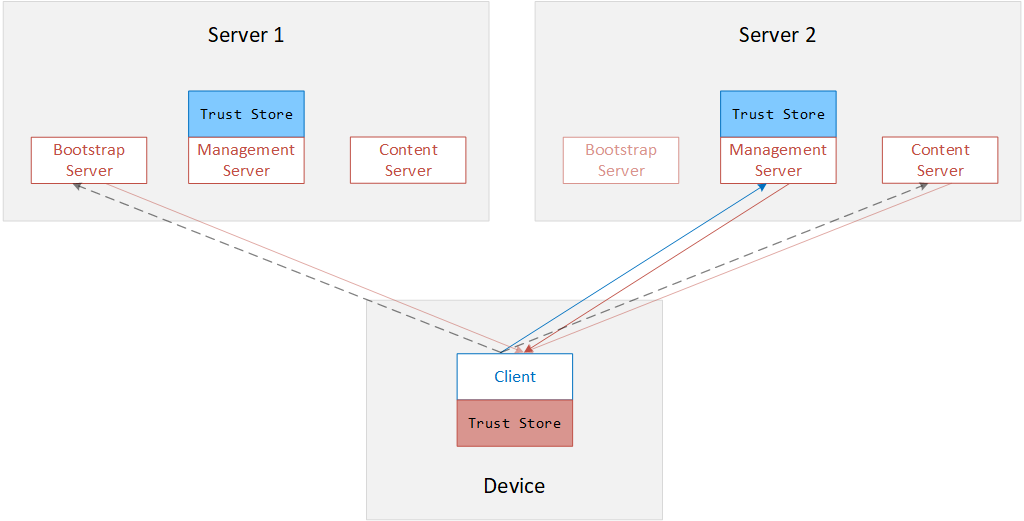 Server 1
Trust Store
Bootstrap
Server
Management
Server
Content
Server
Server 2
Trust Store
Bootstrap
Server
Management
Server
Content
Server
Client
Trust Store
Device